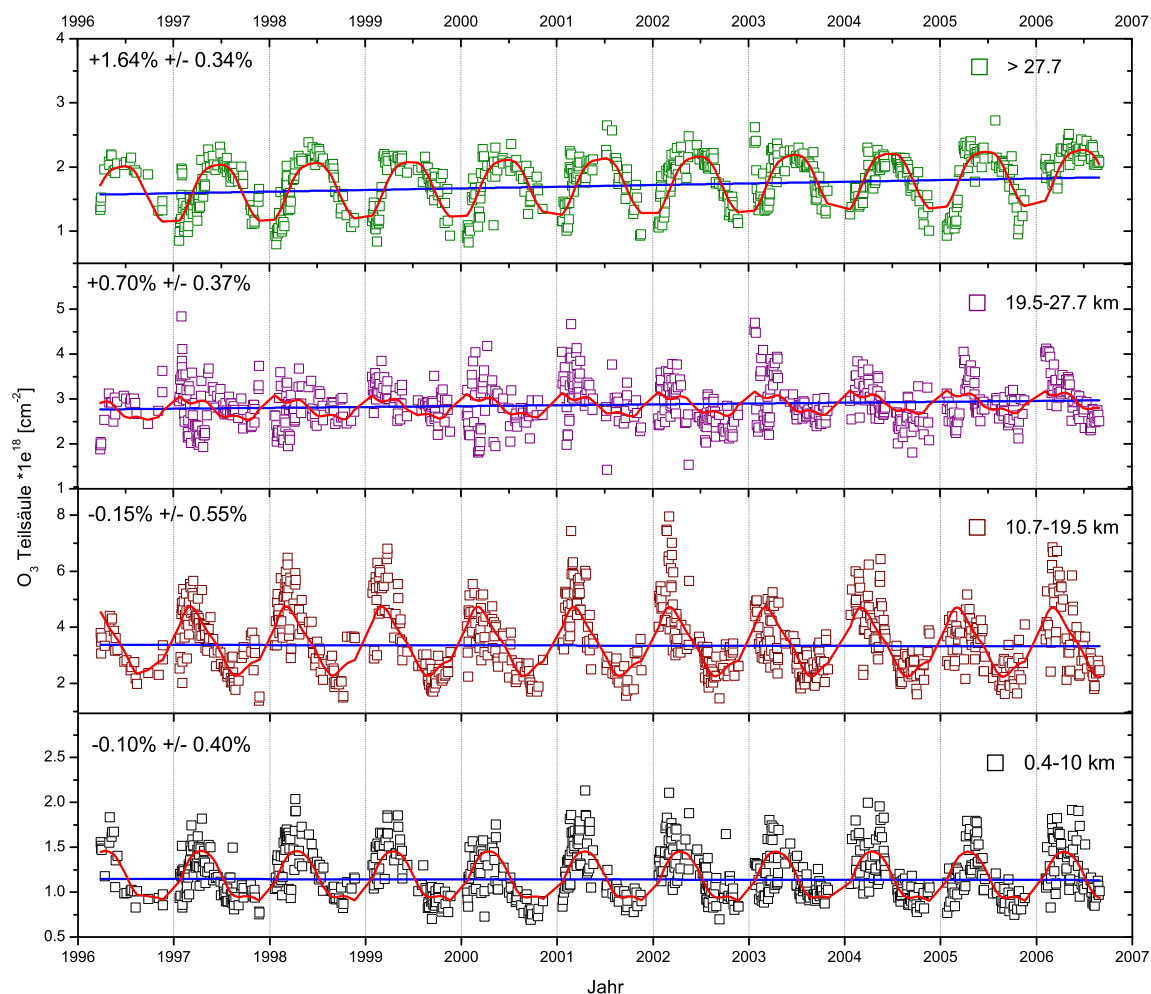 1996 1997 1998 1999 2000 2001 2002 2003 2004 2005 2006 2007
4
+1.64% +/- 0.34%
> 27.7
3
2
1
+0.70% +/- 0.37%
19.5-27.7 km
5
4
3
2
1
O3 Teilsäule *1e18 [cm-2]
-0.15% +/- 0.55%
10.7-19.5 km
8
6
4
2
-0.10% +/- 0.40%
0.4-10 km
2.5
2.0
1.5
1.0
0.5
1996 1997 1998 1999 2000 2001 2002 2003 2004 2005 2006 2007
Jahr